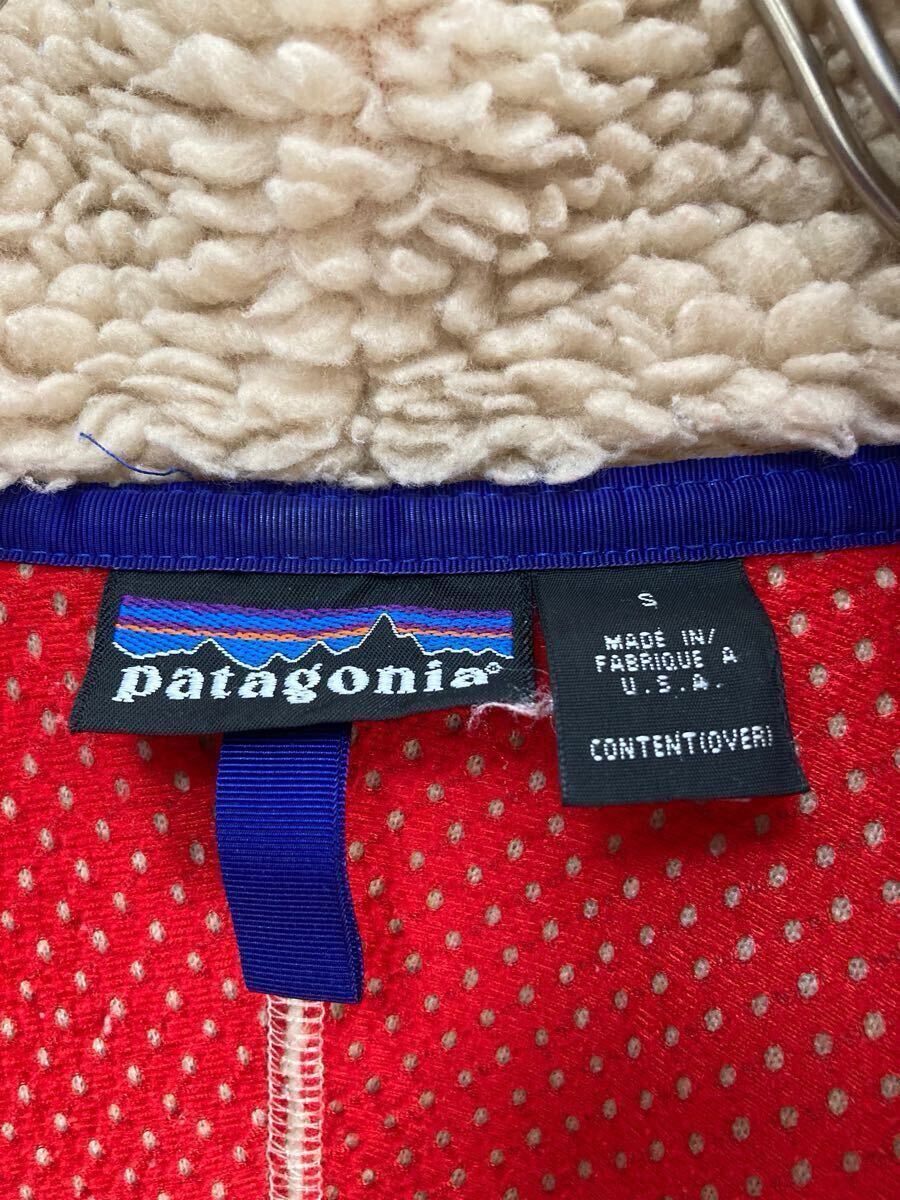 patagonia®
S
MADE IN/
FABRIQUE A
U.S.A.
CONTENT(OVER)